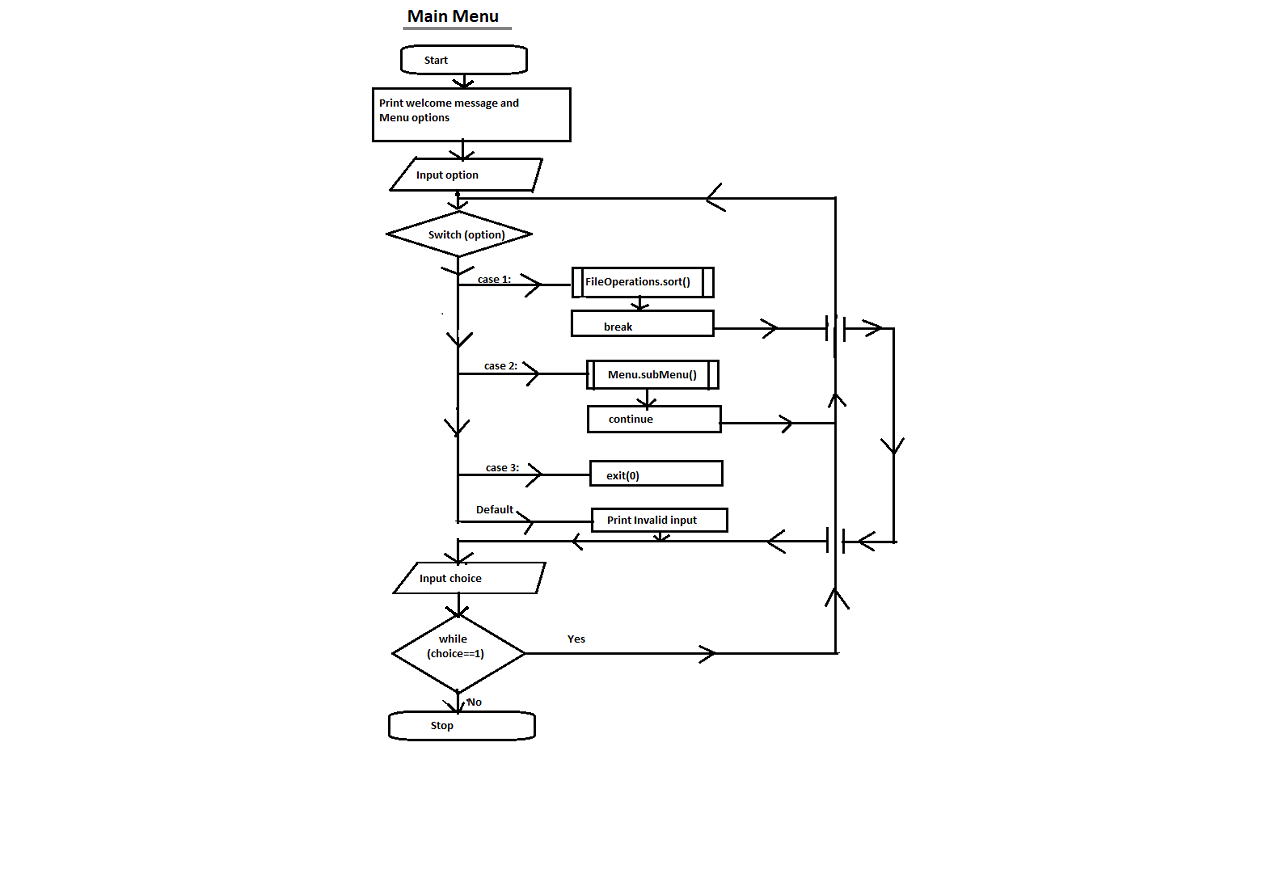 Main Menu
Start
Print welcome message and
Menu options
Input option
Switch (option)
case 1:
FileOperations.sort()
break
case 2:
Menu.subMenu()
continue
case 3:
exit(0)
Default
Print Invalid input
Input choice
while
(choice==1)
Yes
No
Stop